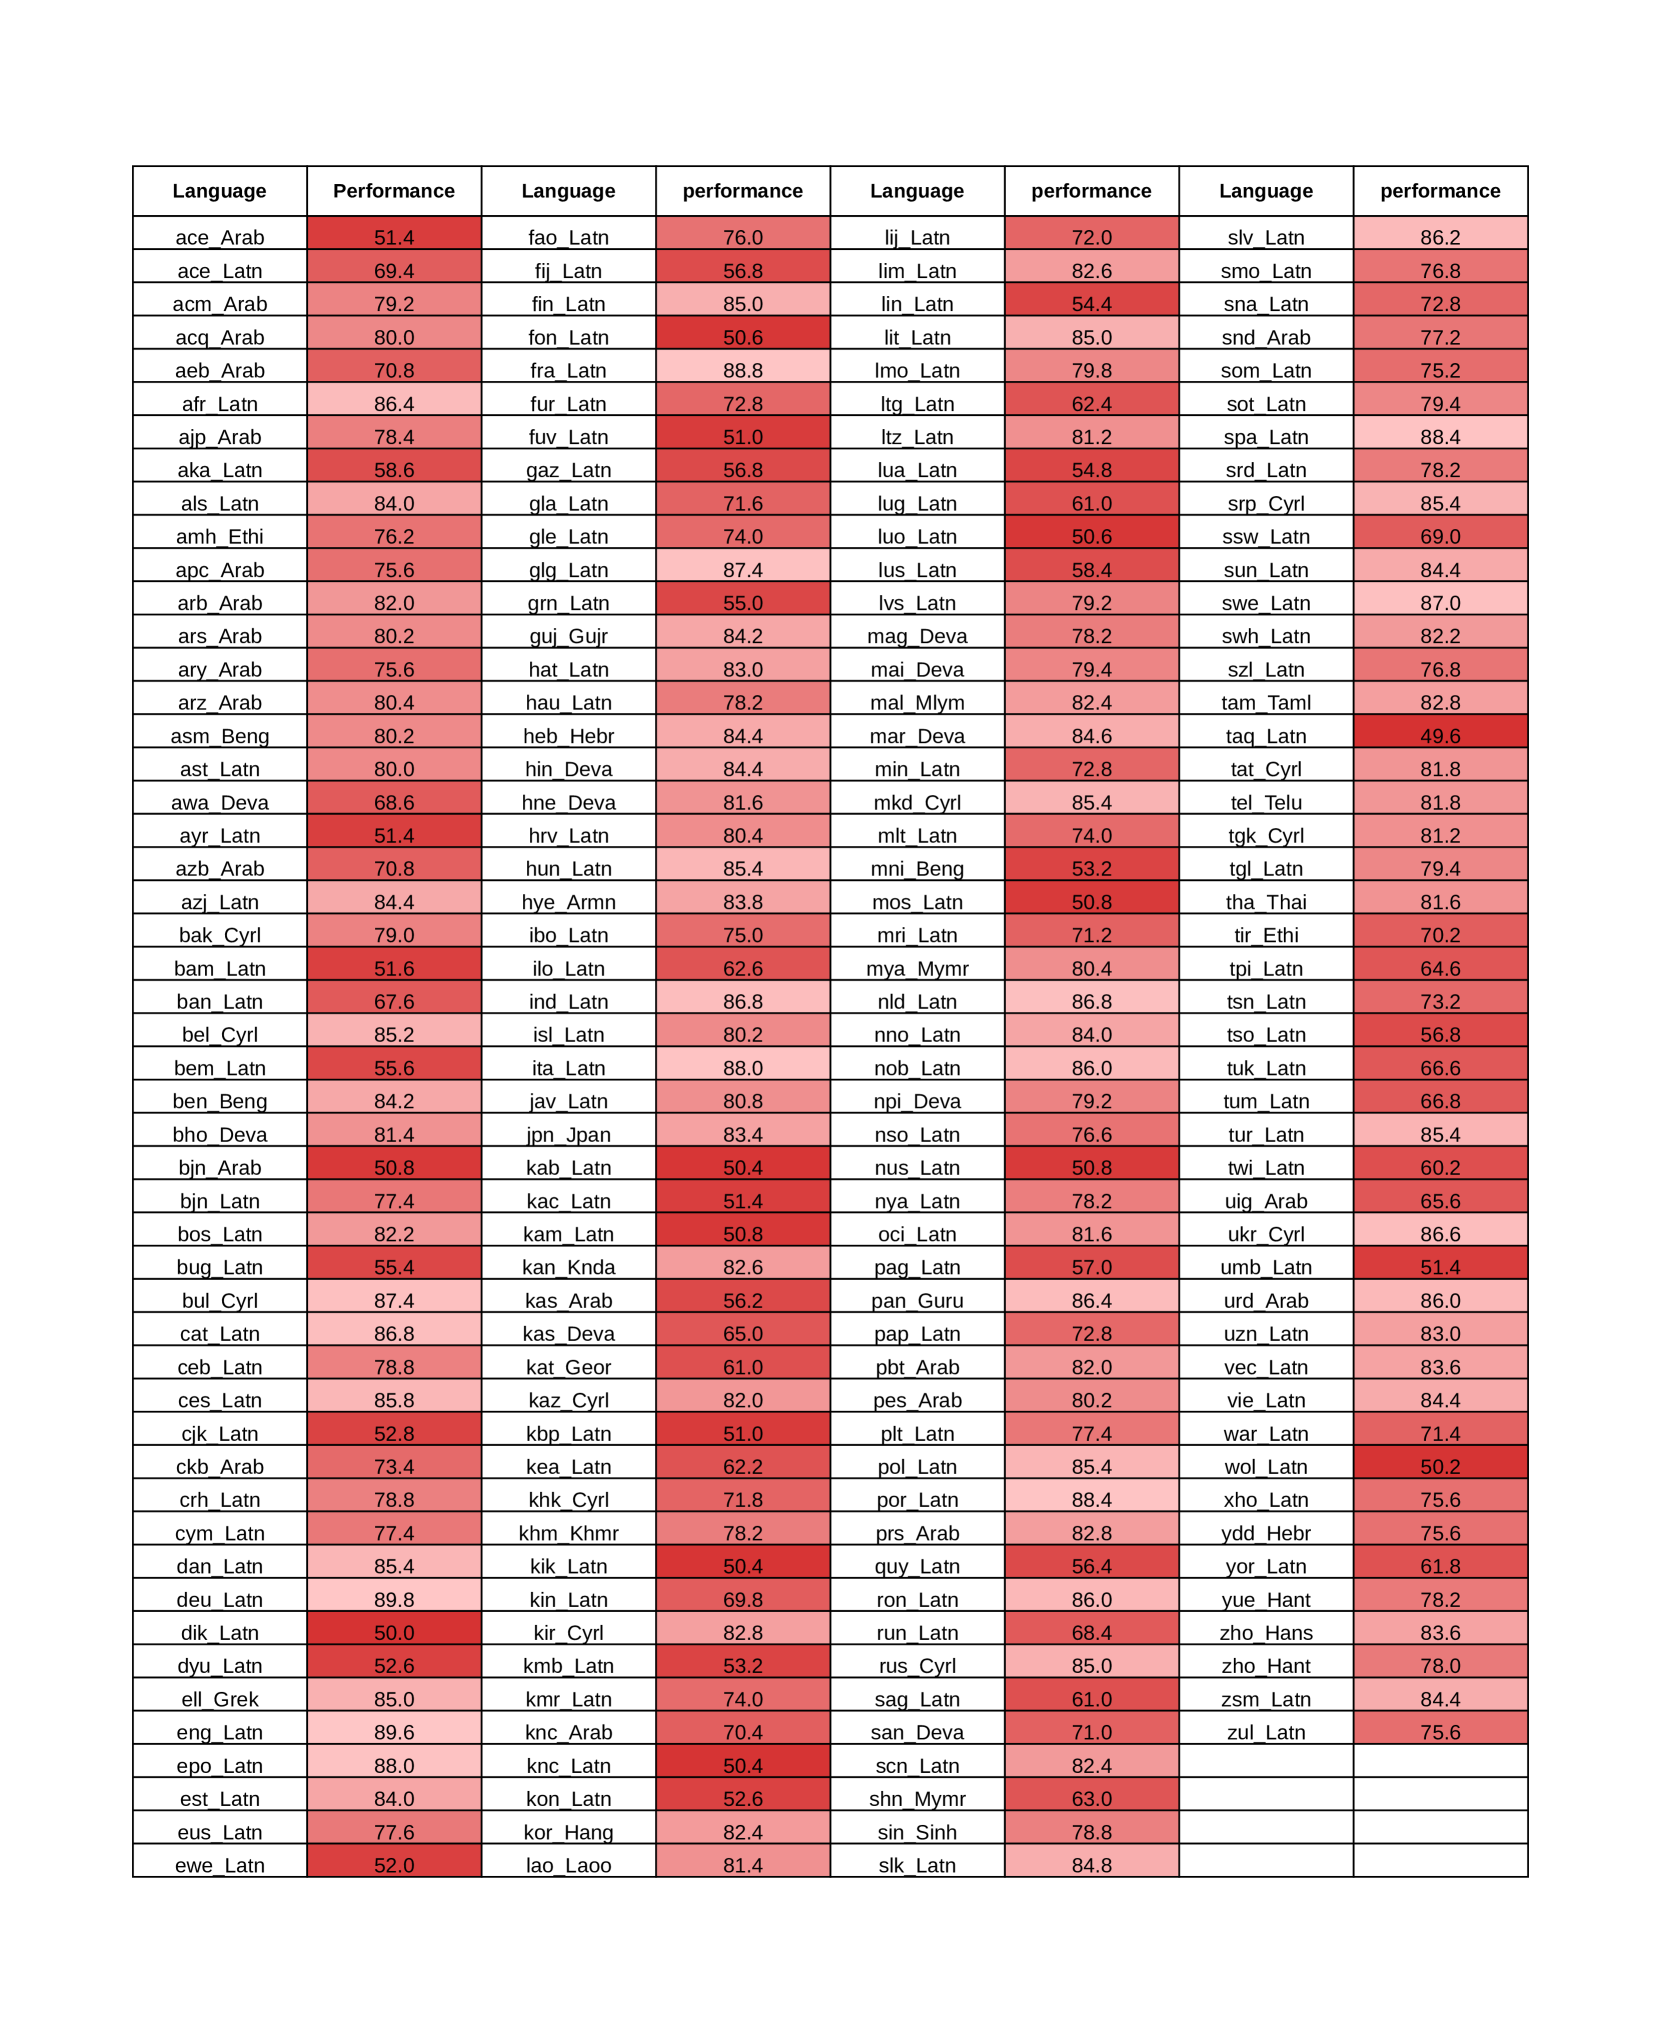 Language Performance Language performance Language performance Language performance
ace_Arab 51.4 fao_Latn 76.0 lij_Latn 72.0 slv_Latn 86.2
ace_Latn 69.4 fij_Latn 56.8 lim_Latn 82.6 smo_Latn 76.8
acm_Arab 79.2 fin_Latn 85.0 lin_Latn 54.4 sna_Latn 72.8
acq_Arab 80.0 fon_Latn 50.6 lit_Latn 85.0 snd_Arab 77.2
aeb_Arab 70.8 fra_Latn 88.8 lmo_Latn 79.8 som_Latn 75.2
afr_Latn 86.4 fur_Latn 72.8 ltg_Latn 62.4 sot_Latn 79.4
ajp_Arab 78.4 fuv_Latn 51.0 ltz_Latn 81.2 spa_Latn 88.4
aka_Latn 58.6 gaz_Latn 56.8 lua_Latn 54.8 srd_Latn 78.2
als_Latn 84.0 gla_Latn 71.6 lug_Latn 61.0 srp_Cyrl 85.4
amh_Ethi 76.2 gle_Latn 74.0 luo_Latn 50.6 ssw_Latn 69.0
apc_Arab 75.6 glg_Latn 87.4 lus_Latn 58.4 sun_Latn 84.4
arb_Arab 82.0 grn_Latn 55.0 lvs_Latn 79.2 swe_Latn 87.0
ars_Arab 80.2 guj_Gujr 84.2 mag_Deva 78.2 swh_Latn 82.2
ary_Arab 75.6 hat_Latn 83.0 mai_Deva 79.4 szl_Latn 76.8
arz_Arab 80.4 hau_Latn 78.2 mal_Mlym 82.4 tam_Taml 82.8
asm_Beng 80.2 heb_Hebr 84.4 mar_Deva 84.6 taq_Latn 49.6
ast_Latn 80.0 hin_Deva 84.4 min_Latn 72.8 tat_Cyrl 81.8
awa_Deva 68.6 hne_Deva 81.6 mkd_Cyrl 85.4 tel_Telu 81.8
ayr_Latn 51.4 hrv_Latn 80.4 mlt_Latn 74.0 tgk_Cyrl 81.2
azb_Arab 70.8 hun_Latn 85.4 mni_Beng 53.2 tgl_Latn 79.4
azj_Latn 84.4 hye_Armn 83.8 mos_Latn 50.8 tha_Thai 81.6
bak_Cyrl 79.0 ibo_Latn 75.0 mri_Latn 71.2 tir_Ethi 70.2
bam_Latn 51.6 ilo_Latn 62.6 mya_Mymr 80.4 tpi_Latn 64.6
ban_Latn 67.6 ind_Latn 86.8 nld_Latn 86.8 tsn_Latn 73.2
bel_Cyrl 85.2 isl_Latn 80.2 nno_Latn 84.0 tso_Latn 56.8
bem_Latn 55.6 ita_Latn 88.0 nob_Latn 86.0 tuk_Latn 66.6
ben_Beng 84.2 jav_Latn 80.8 npi_Deva 79.2 tum_Latn 66.8
bho_Deva 81.4 jpn_Jpan 83.4 nso_Latn 76.6 tur_Latn 85.4
bjn_Arab 50.8 kab_Latn 50.4 nus_Latn 50.8 twi_Latn 60.2
bjn_Latn 77.4 kac_Latn 51.4 nya_Latn 78.2 uig_Arab 65.6
bos_Latn 82.2 kam_Latn 50.8 oci_Latn 81.6 ukr_Cyrl 86.6
bug_Latn 55.4 kan_Knda 82.6 pag_Latn 57.0 umb_Latn 51.4
bul_Cyrl 87.4 kas_Arab 56.2 pan_Guru 86.4 urd_Arab 86.0
cat_Latn 86.8 kas_Deva 65.0 pap_Latn 72.8 uzn_Latn 83.0
ceb_Latn 78.8 kat_Geor 61.0 pbt_Arab 82.0 vec_Latn 83.6
ces_Latn 85.8 kaz_Cyrl 82.0 pes_Arab 80.2 vie_Latn 84.4
cjk_Latn 52.8 kbp_Latn 51.0 plt_Latn 77.4 war_Latn 71.4
ckb_Arab 73.4 kea_Latn 62.2 pol_Latn 85.4 wol_Latn 50.2
crh_Latn 78.8 khk_Cyrl 71.8 por_Latn 88.4 xho_Latn 75.6
cym_Latn 77.4 khm_Khmr 78.2 prs_Arab 82.8 ydd_Hebr 75.6
dan_Latn 85.4 kik_Latn 50.4 quy_Latn 56.4 yor_Latn 61.8
deu_Latn 89.8 kin_Latn 69.8 ron_Latn 86.0 yue_Hant 78.2
dik_Latn 50.0 kir_Cyrl 82.8 run_Latn 68.4 zho_Hans 83.6
dyu_Latn 52.6 kmb_Latn 53.2 rus_Cyrl 85.0 zho_Hant 78.0
ell_Grek 85.0 kmr_Latn 74.0 sag_Latn 61.0 zsm_Latn 84.4
eng_Latn 89.6 knc_Arab 70.4 san_Deva 71.0 zul_Latn 75.6
epo_Latn 88.0 knc_Latn 50.4 scn_Latn 82.4
est_Latn 84.0 kon_Latn 52.6 shn_Mymr 63.0
eus_Latn 77.6 kor_Hang 82.4 sin_Sinh 78.8
ewe_Latn 52.0 lao_Laoo 81.4 slk_Latn 84.8